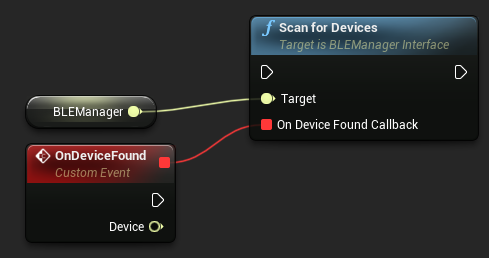 Scan for Devices
Target is BLEManager Interface
Target
BLEManager
On Device Found Callback
OnDeviceFound
Custom Event
Device